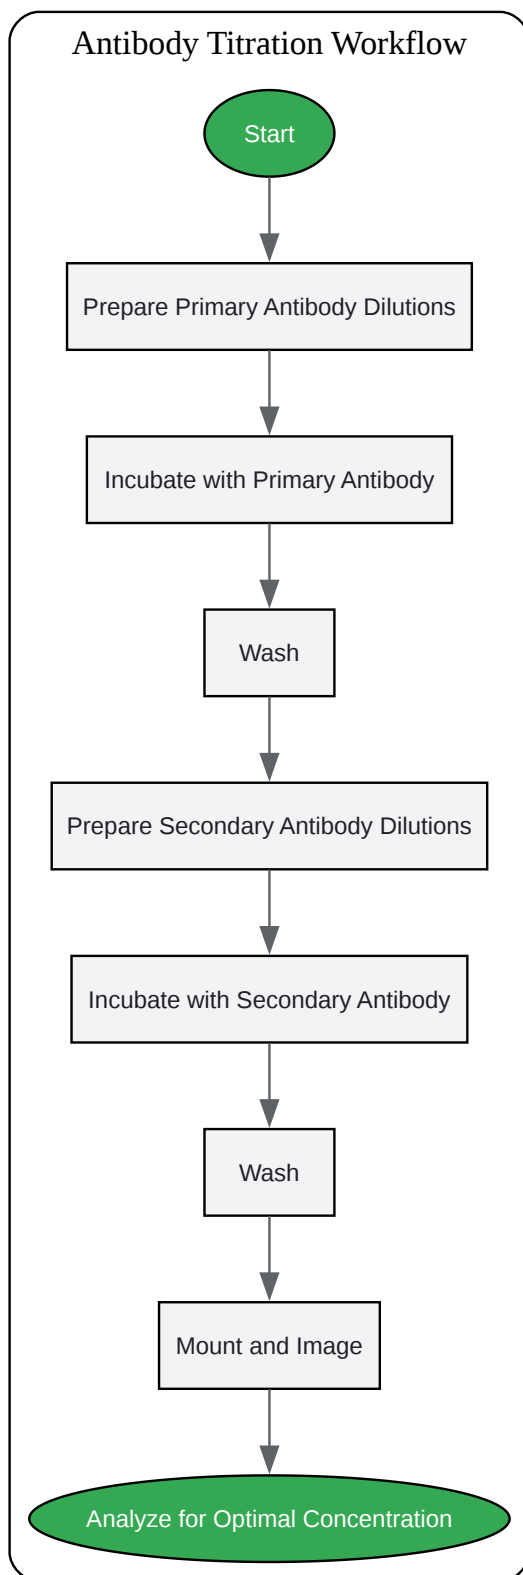 Antibody Titration Workflow
Start
Prepare Primary Antibody Dilutions
Incubate with Primary Antibody
Wash
Prepare Secondary Antibody Dilutions
Incubate with Secondary Antibody
Wash
Mount and Image
Analyze for Optimal Concentration